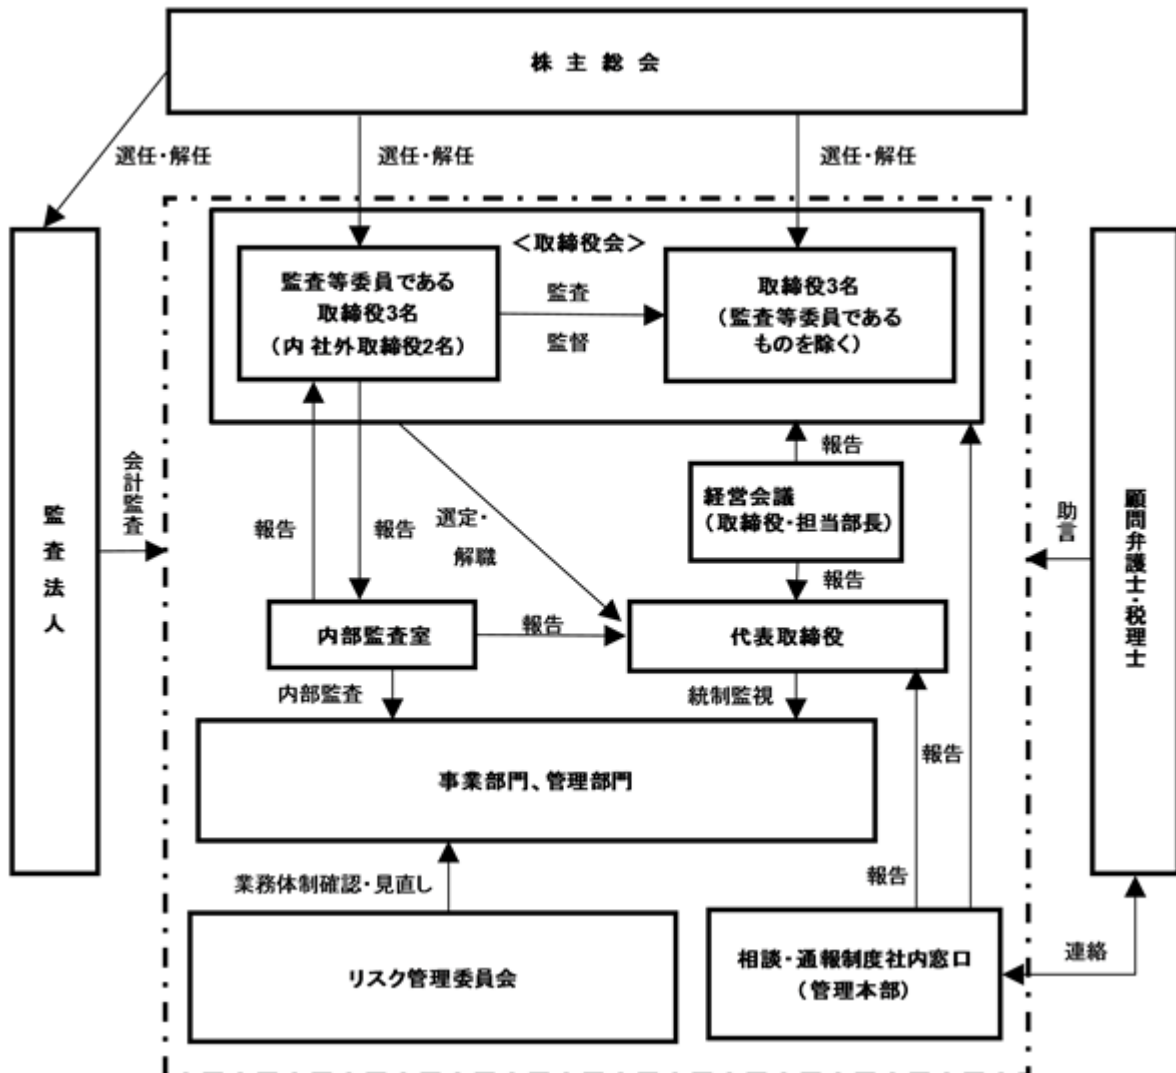 株主総会
選任・解任
選任・解任
選任・解任
＜取締役会＞
監査等委員である
取締役3名
（内 社外取締役2名）
監査
監督
取締役3名
（監査等委員である
ものを除く）
監査法人
会計監査
顧問弁護士・税理士
助言
報告
報告
選定・
解職
報告
経営会議
（取締役・担当部長）
報告
内部監査室
報告
代表取締役
内部監査
統制監視
事業部門、管理部門
報告
報告
業務体制確認・見直し
リスク管理委員会
相談・通報制度社内窓口
（管理本部）
連絡